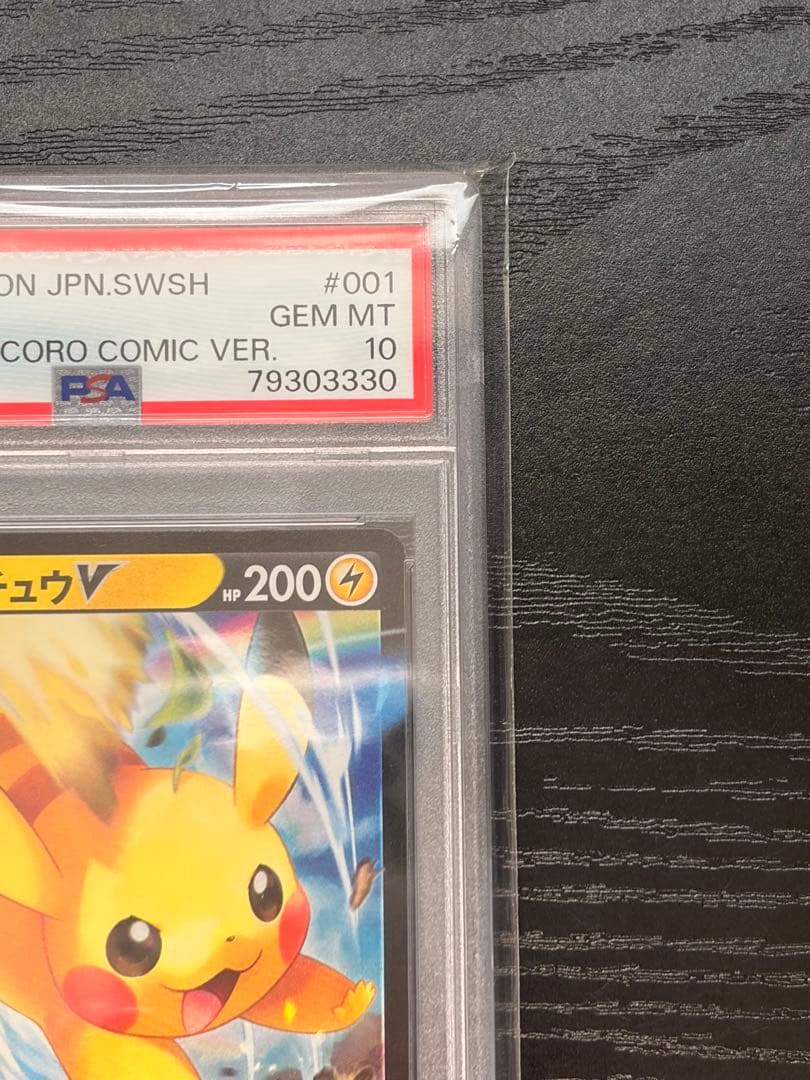 ON JPN.SWSH #001
GEM MT
CORO COMIC VER. 10
PSA 79303330
チュウV HP200